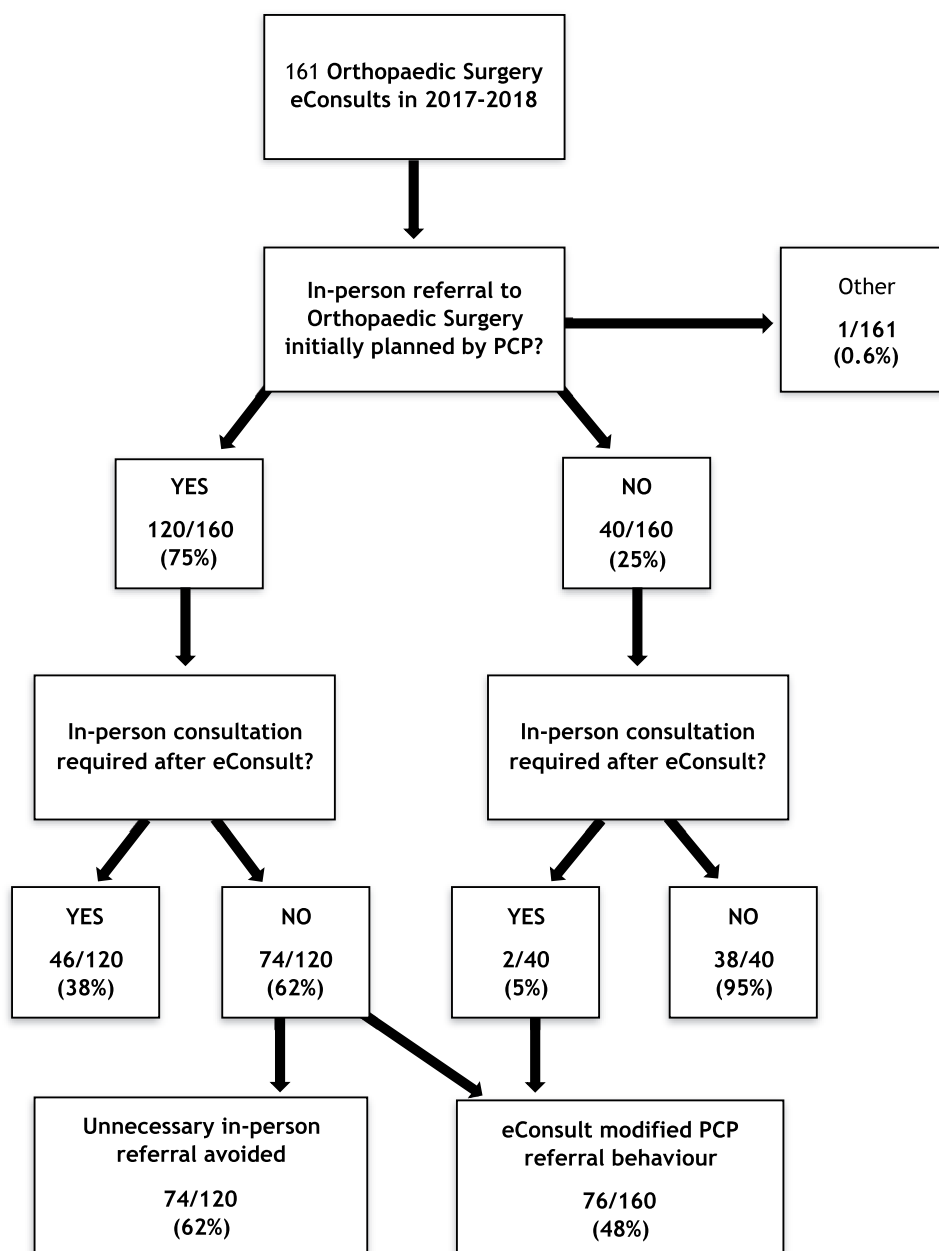 161 Orthopaedic Surgery
eConsults in 2017-2018
In-person referral to
Orthopaedic Surgery
initially planned by PCP?
Other
1/161
(0.6%)
YES
120/160
(75%)
NO
40/160
(25%)
In-person consultation
required after eConsult?
In-person consultation
required after eConsult?
YES
46/120
(38%)
NO
74/120
(62%)
YES
2/40
(5%)
NO
38/40
(95%)
Unnecessary in-person
referral avoided
74/120
(62%)
eConsult modified PCP
referral behaviour
76/160
(48%)